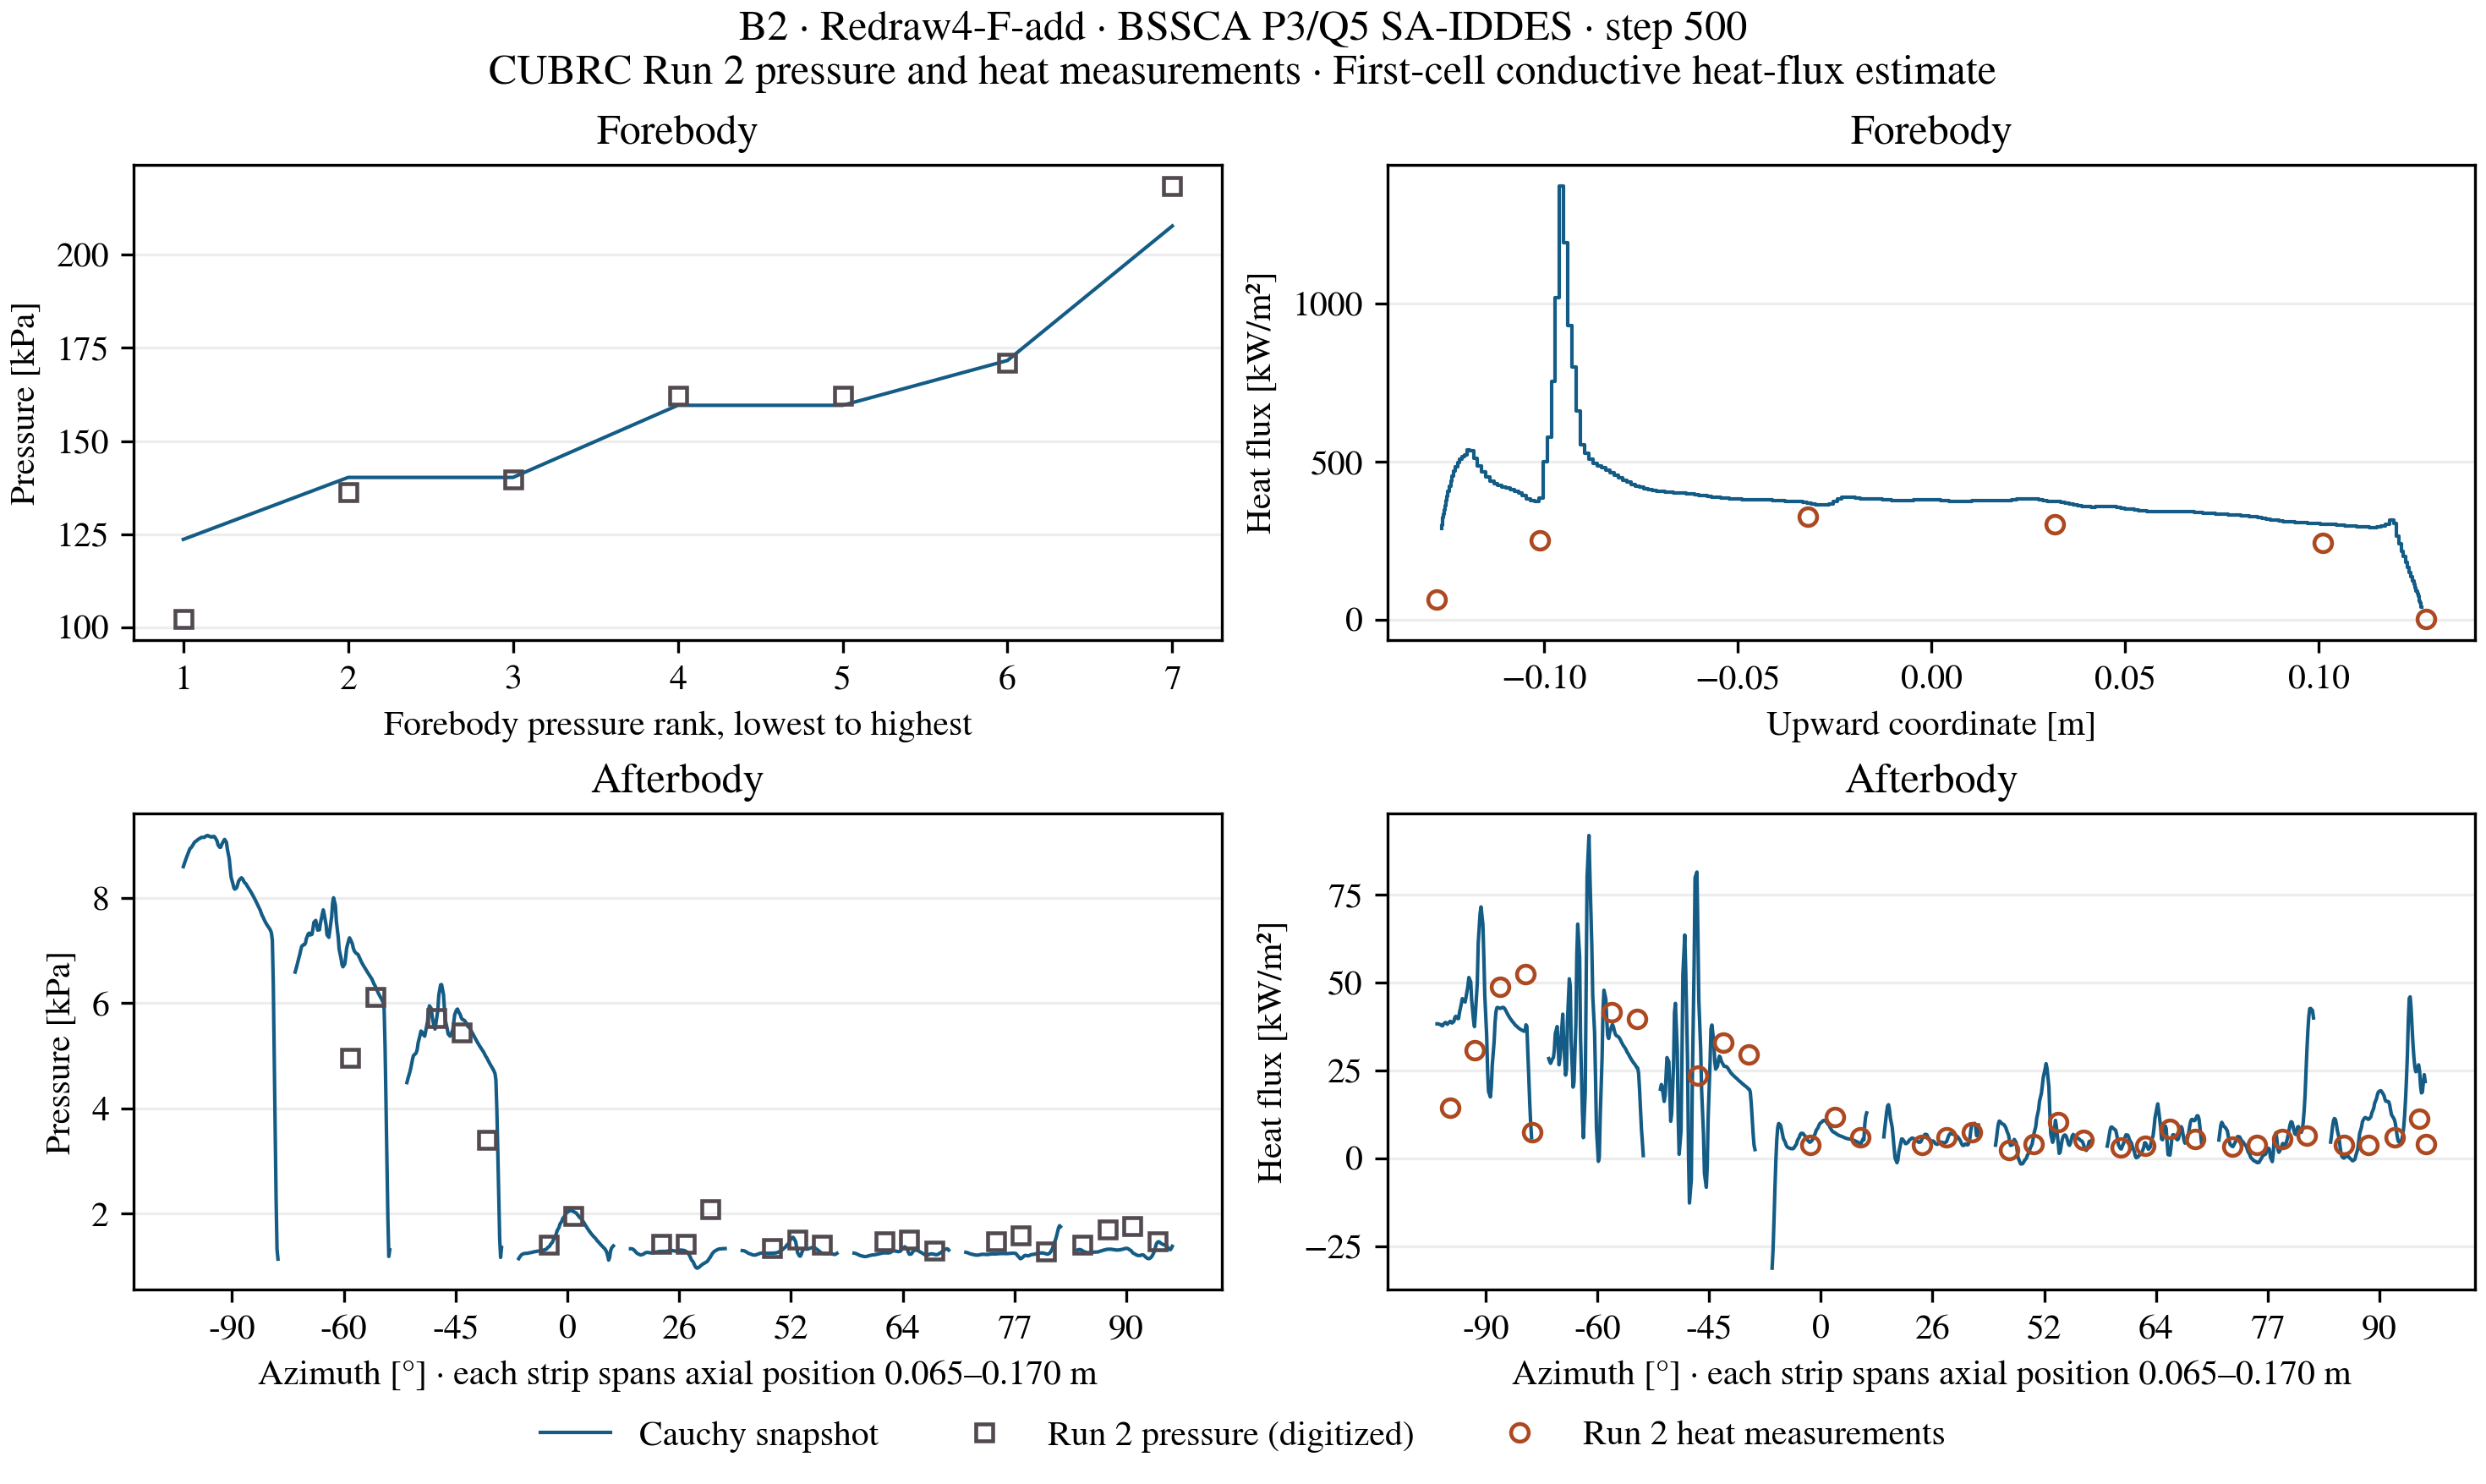 B2 · Redraw4-F-add · BSSCA P3/Q5 SA-IDDES · step 500
CUBRC Run 2 pressure and heat measurements · First-cell conductive heat-flux estimate
Forebody
Pressure [kPa]
200
175
150
125
100
1 2 3 4 5 6 7
Forebody pressure rank, lowest to highest
Forebody
Heat flux [kW/m²]
1000
500
0
−0.10 −0.05 0.00 0.05 0.10
Upward coordinate [m]
Afterbody
Pressure [kPa]
8
6
4
2
-90 -60 -45 0 26 52 64 77 90
Azimuth [°] · each strip spans axial position 0.065–0.170 m
Afterbody
Heat flux [kW/m²]
75
50
25
0
−25
-90 -60 -45 0 26 52 64 77 90
Azimuth [°] · each strip spans axial position 0.065–0.170 m
Cauchy snapshot
Run 2 pressure (digitized)
Run 2 heat measurements